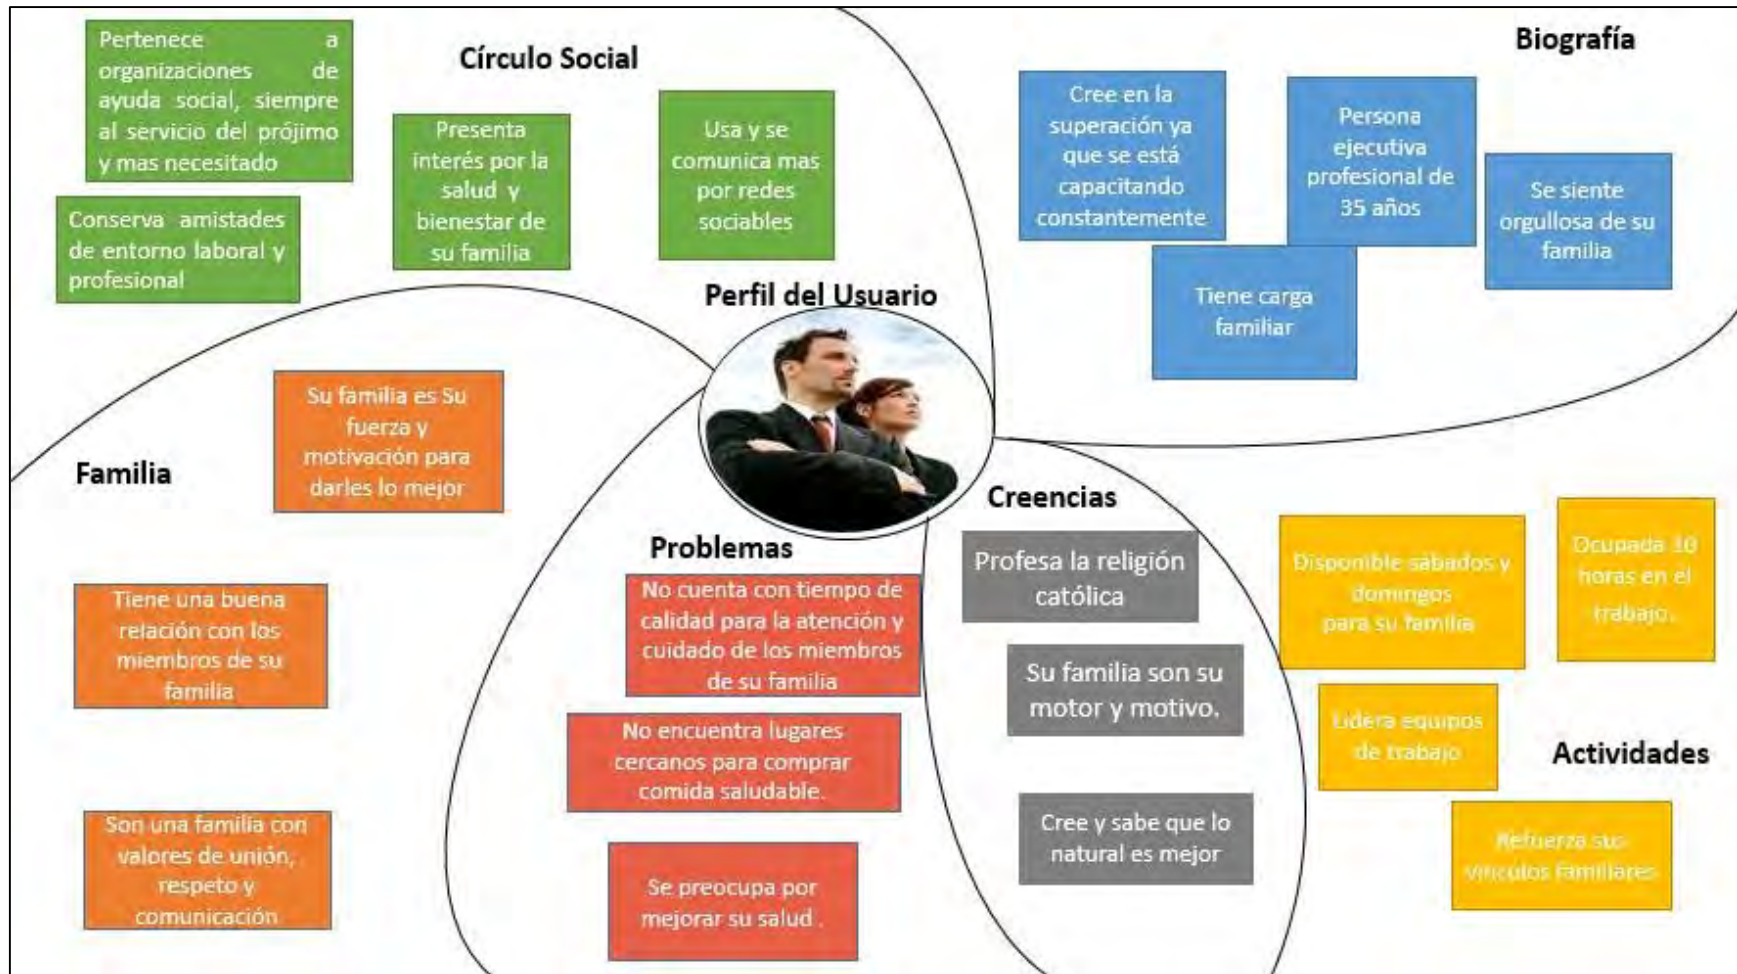 Círculo Social
Pertenece a
organizaciones de
ayuda social, siempre
al servicio del prójimo
y mas necesitado
Conserva amistades
de entorno laboral y
profesional
Presenta
interés por la
salud y
bienestar de
su familia
Usa y se
comunica mas
por redes
sociables
Biografía
Cree en la
superación ya
que se está
capacitando
constantemente
Persona
ejecutiva
profesional de
35 años
Se siente
orgullosa de su
familia
Tiene carga
familiar
Perfil del Usuario
Familia
Su familia es Su
fuerza y
motivación para
darles lo mejor
Tiene una buena
relación con los
miembros de su
familia
Son una familia con
valores de unión,
respeto y
comunicación
Problemas
No cuenta con tiempo de
calidad para la atención y
cuidado de los miembros
de su familia
No encuentra lugares
cercanos para comprar
comida saludable.
Se preocupa por
mejorar su salud .
Creencias
Profesa la religión
católica
Su familia son su
motor y motivo.
Cree y sabe que lo
natural es mejor
Disponible sábados y
domingos
para su familia
Ocupada 10
horas en el
trabajo.
Lidera equipos
de trabajo
Actividades
Refuerza sus
vínculos familiares